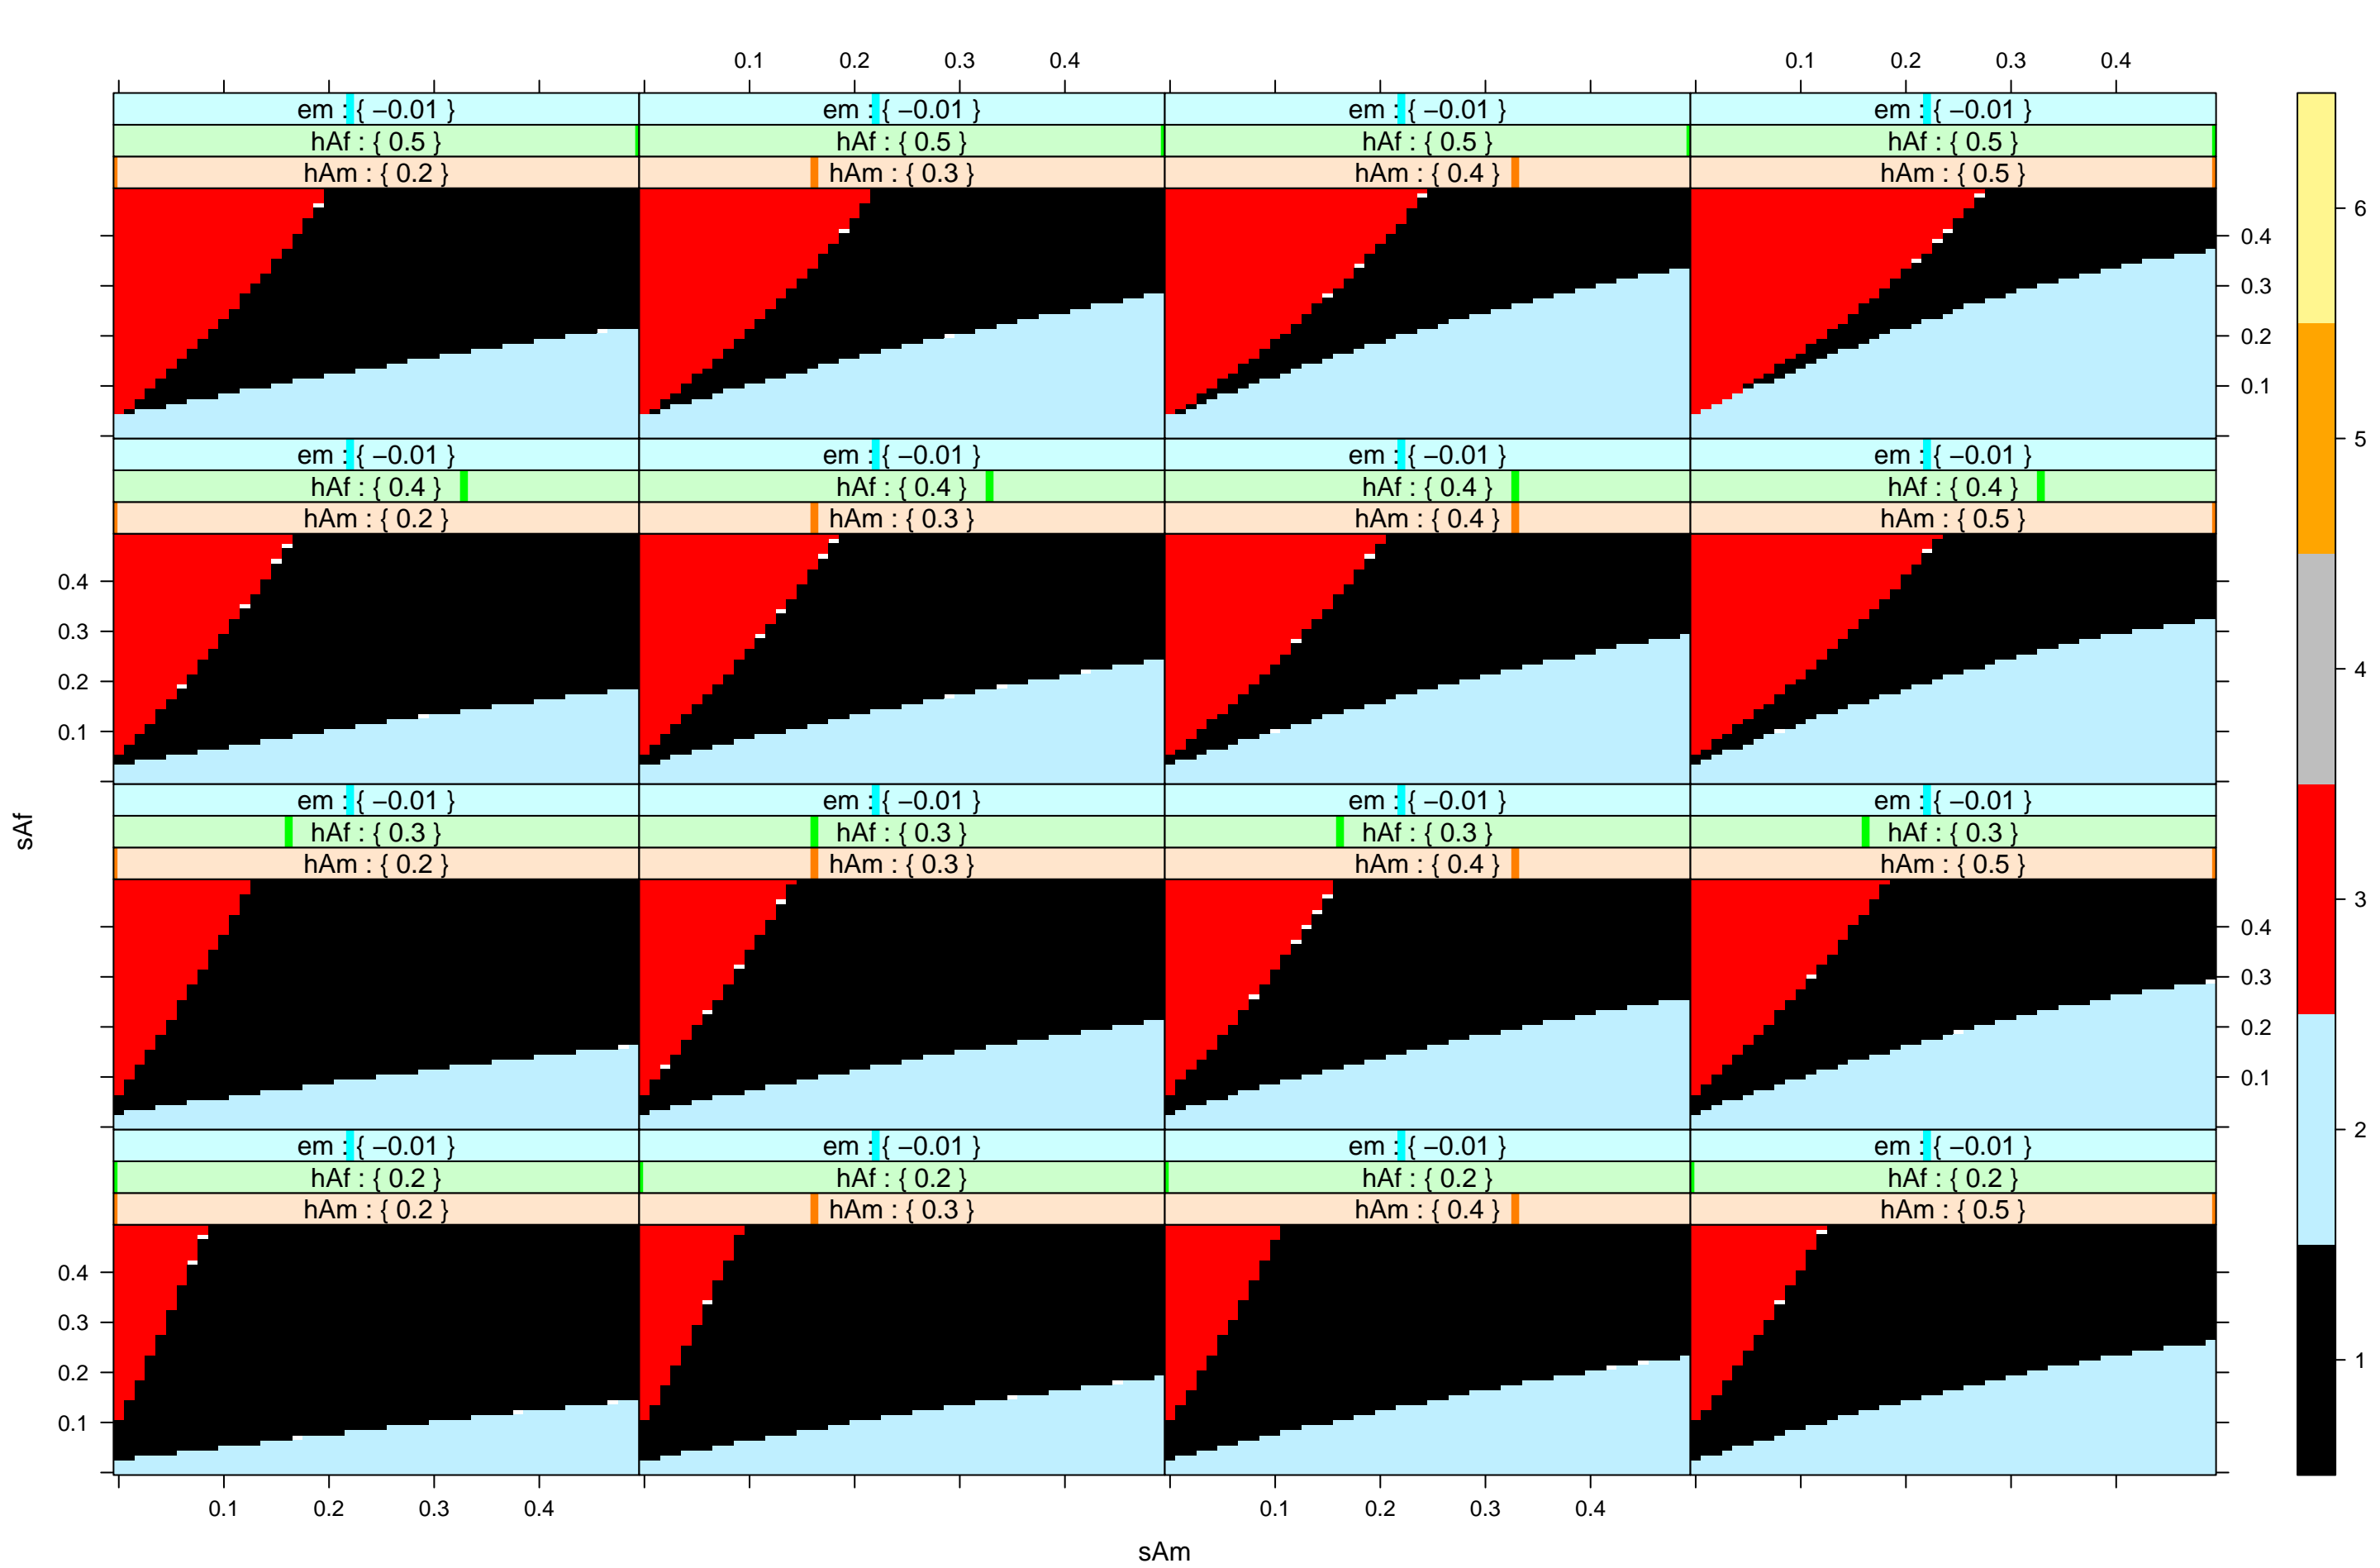 0.1 0.2 0.3 0.4 0.1 0.2 0.3 0.4
em : { −0.01 } em : { −0.01 } em : { −0.01 } em : { −0.01 }
hAf : { 0.5 } hAf : { 0.5 } hAf : { 0.5 } hAf : { 0.5 }
hAm : { 0.2 } hAm : { 0.3 } hAm : { 0.4 } hAm : { 0.5 }
6
0.4
0.3
0.2
0.1
5
em : { −0.01 } em : { −0.01 } em : { −0.01 } em : { −0.01 }
hAf : { 0.4 } hAf : { 0.4 } hAf : { 0.4 } hAf : { 0.4 }
hAm : { 0.2 } hAm : { 0.3 } hAm : { 0.4 } hAm : { 0.5 }
0.4
0.3
4
0.2
0.1
em : { −0.01 } em : { −0.01 } em : { −0.01 } em : { −0.01 }
sAf
hAf : { 0.3 } hAf : { 0.3 } hAf : { 0.3 } hAf : { 0.3 }
hAm : { 0.2 } hAm : { 0.3 } hAm : { 0.4 } hAm : { 0.5 }
3
0.4
0.3
0.2
0.1
2
em : { −0.01 } em : { −0.01 } em : { −0.01 } em : { −0.01 }
hAf : { 0.2 } hAf : { 0.2 } hAf : { 0.2 } hAf : { 0.2 }
hAm : { 0.2 } hAm : { 0.3 } hAm : { 0.4 } hAm : { 0.5 }
0.4
0.3
1
0.2
0.1
0.1 0.2 0.3 0.4 0.1 0.2 0.3 0.4
sAm